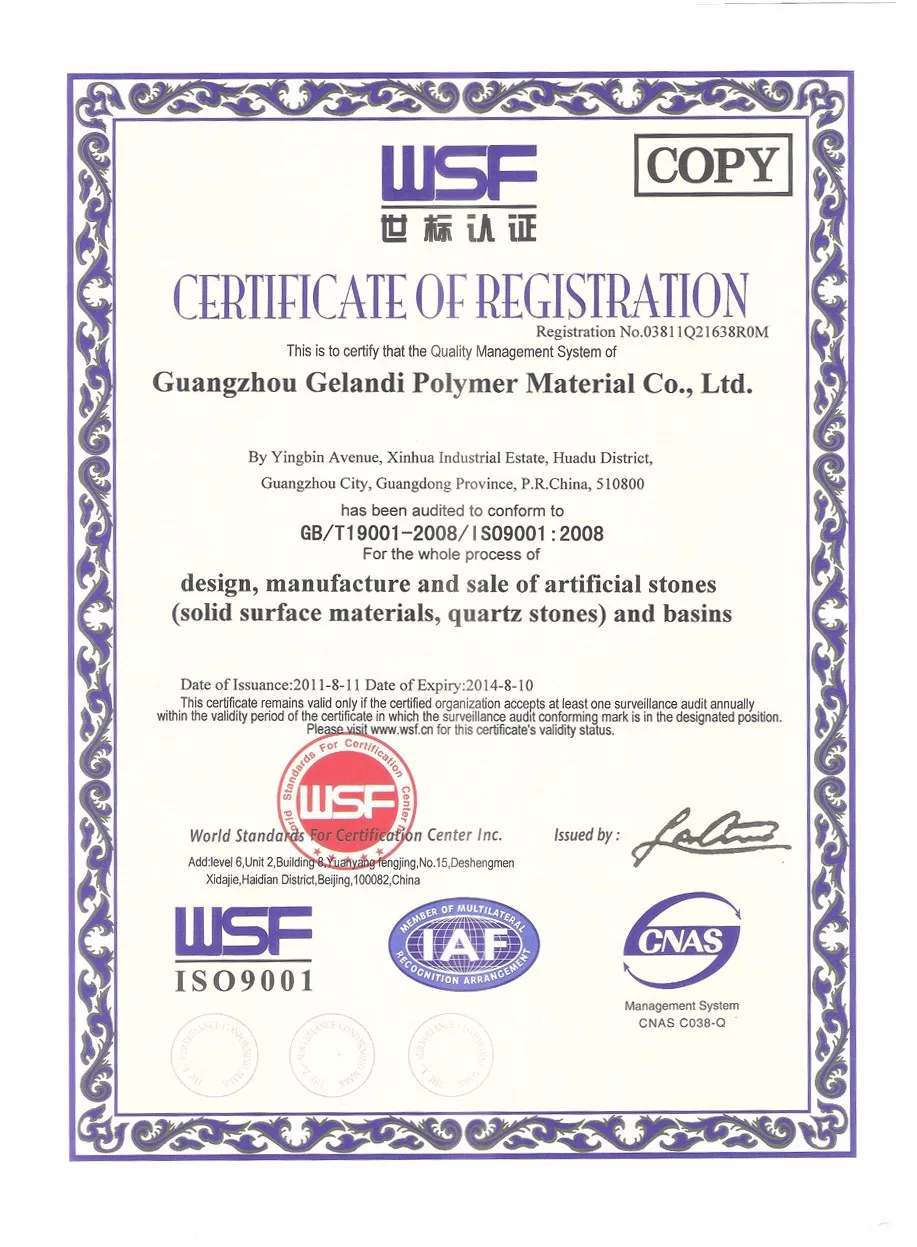 WSF
COPY
世标认证
CERTIFICATE OF REGISTRATION
Registration No.03811Q21638R0M
This is to certify that the Quality Management System of
Guangzhou Gelandi Polymer Material Co., Ltd.
By Yingbin Avenue, Xinhua Industrial Estate, Huadu District,
Guangzhou City, Guangdong Province, P.R.China, 510800
has been audited to conform to
GB/T19001-2008/ISO9001:2008
For the whole process of
design, manufacture and sale of artificial stones
(solid surface materials, quartz stones) and basins
Date of Issuance:2011-8-11 Date of Expiry:2014-8-10
This certificate remains valid only if the certified organization accepts at least one surveillance audit annually
within the validity period of the certificate in which the surveillance audit conforming mark is in the designated position.
Please visit www.wsf.cn for this certificate's validity status.
World Standards For Certification Center Inc.
WSF
World Standards For Certification Center Inc.
Issued by :
Add:level 6,Unit 2,Building 8,Yuanyang fengjing,No.15,Deshengmen
Xidajie,Haidian District,Beijing,100082,China
WSF
ISO9001
MEMBER OF MULTILATERAL
IAF
RECOGNITION ARRANGEMENT
CNAS
Management System
CNAS C038-Q